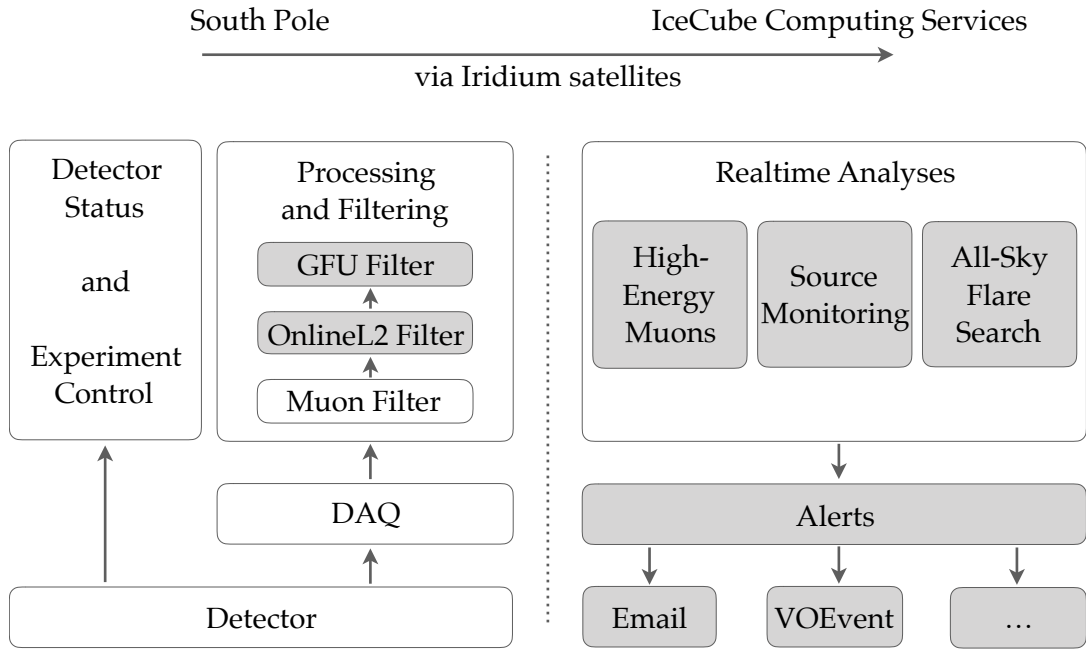 South Pole
IceCube Computing Services
via Iridium satellites
Detector
Status
and
Experiment
Control
Processing
and Filtering
GFU Filter
OnlineL2 Filter
Muon Filter
DAQ
Detector
Realtime Analyses
High-
Energy
Muons
Source
Monitoring
All-Sky
Flare
Search
Alerts
Email
VOEvent
...